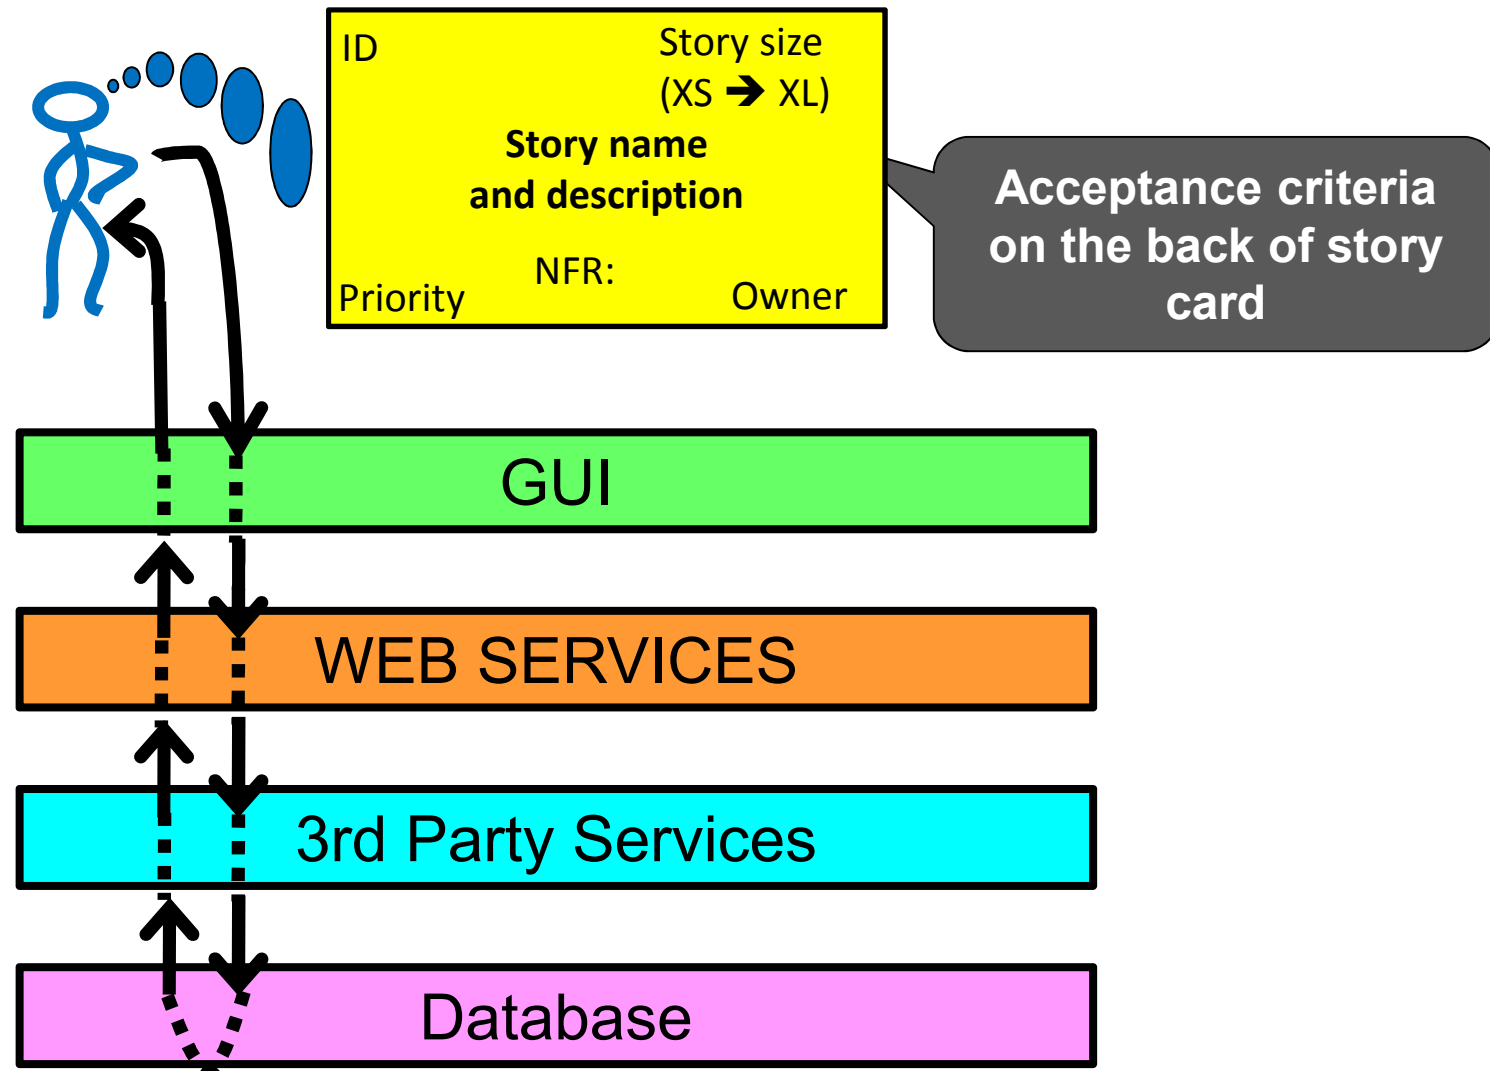 ID
Story size
(XS ➔ XL)
Story name
and description
NFR:
Priority
Owner
Acceptance criteria
on the back of story
card
GUI
WEB SERVICES
3rd Party Services
Database